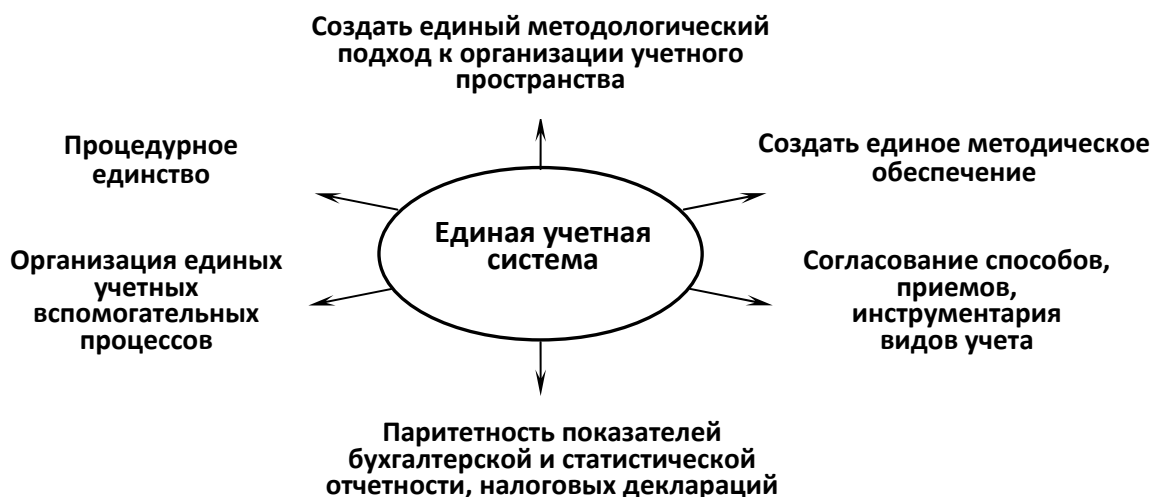 Создать единый методологический
подход к организации учетного
пространства
Процедурное
единство
Создать единое методическое
обеспечение
Единая учетная
система
Организация единых
учетных
вспомогательных
процессов
Согласование способов,
приемов,
инструментария
видов учета
Паритетность показателей
бухгалтерской и статистической
отчетности, налоговых деклараций